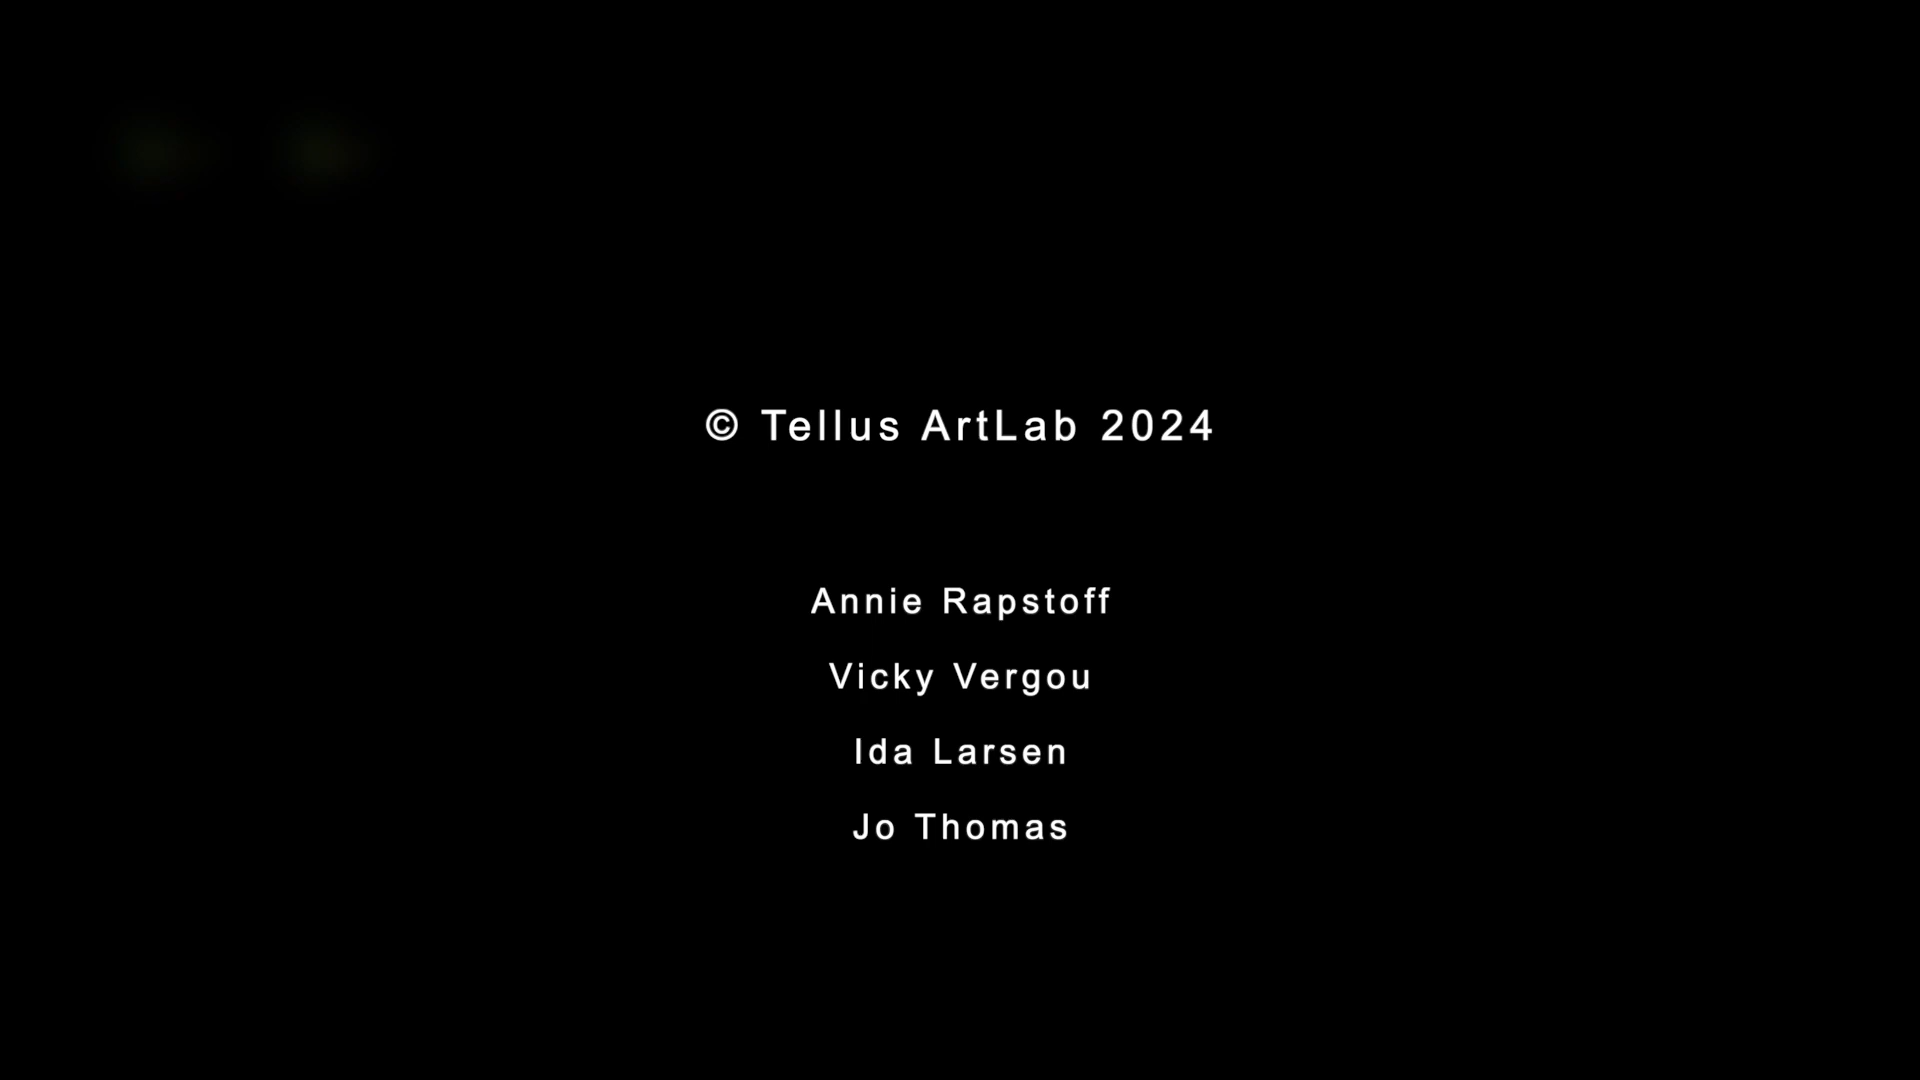 © Tellus ArtLab 2024
Annie Rapstoff
Vicky Vergou
Ida Larsen
Jo Thomas